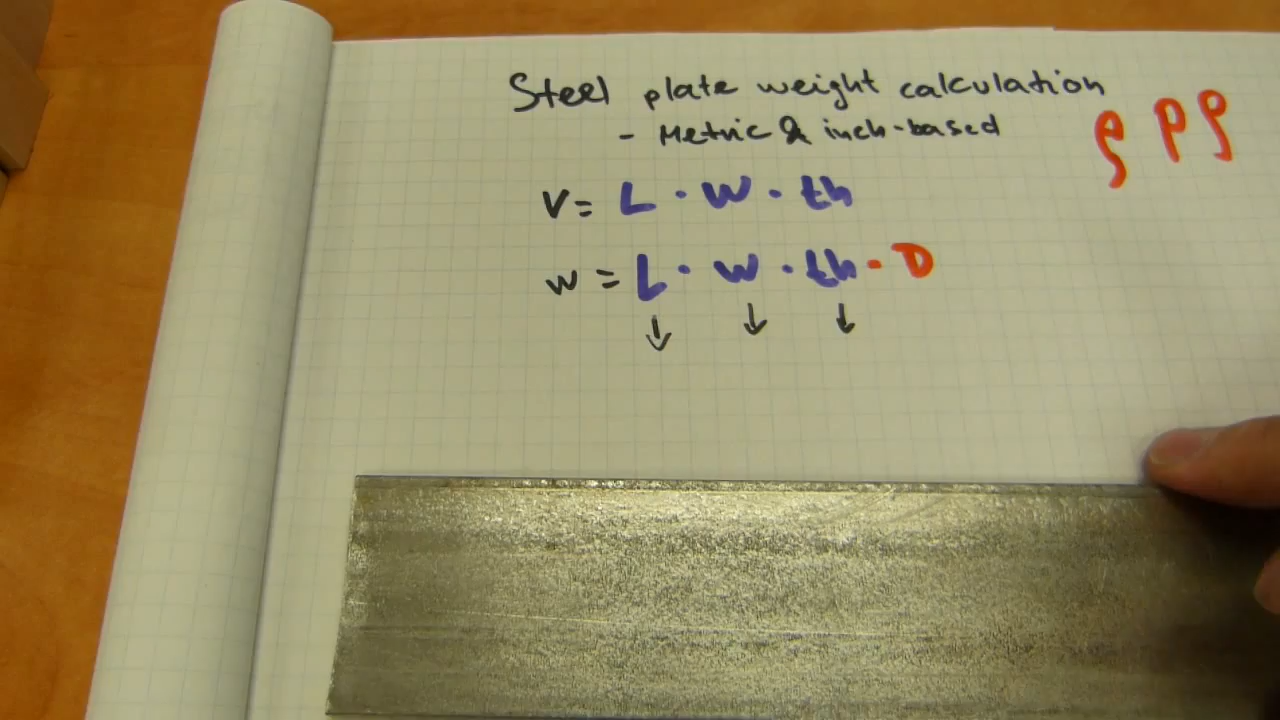 Steel plate weight calculation
- Metric & inch-based
ρ ρ ρ
V = L · W · th
W = L · W · th · D
↓ ↓ ↓